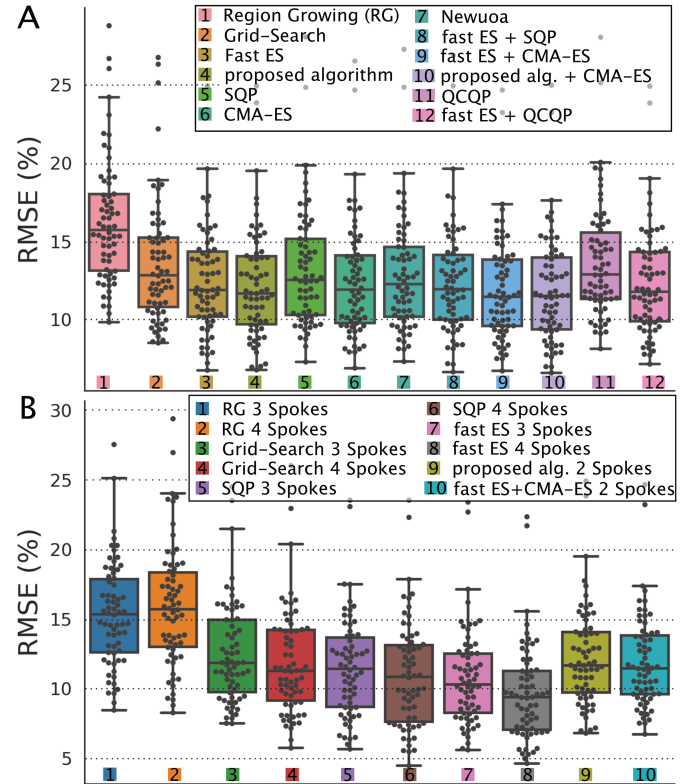 A
1 Region Growing (RG)
2 Grid-Search
3 Fast ES
4 proposed algorithm
5 SQP
6 CMA-ES
7 Newuoa
8 fast ES + SQP
9 fast ES + CMA-ES
10 proposed alg. + CMA-ES
11 QCQP
12 fast ES + QCQP
RMSE (%)
25
20
15
10
1 2 3 4 5 6 7 8 9 10 11 12
B
1 RG 3 Spokes
2 RG 4 Spokes
3 Grid-Search 3 Spokes
4 Grid-Search 4 Spokes
5 SQP 3 Spokes
6 SQP 4 Spokes
7 fast ES 3 Spokes
8 fast ES 4 Spokes
9 proposed alg. 2 Spokes
10 fast ES+CMA-ES 2 Spokes
RMSE (%)
30
25
20
15
10
5
1 2 3 4 5 6 7 8 9 10